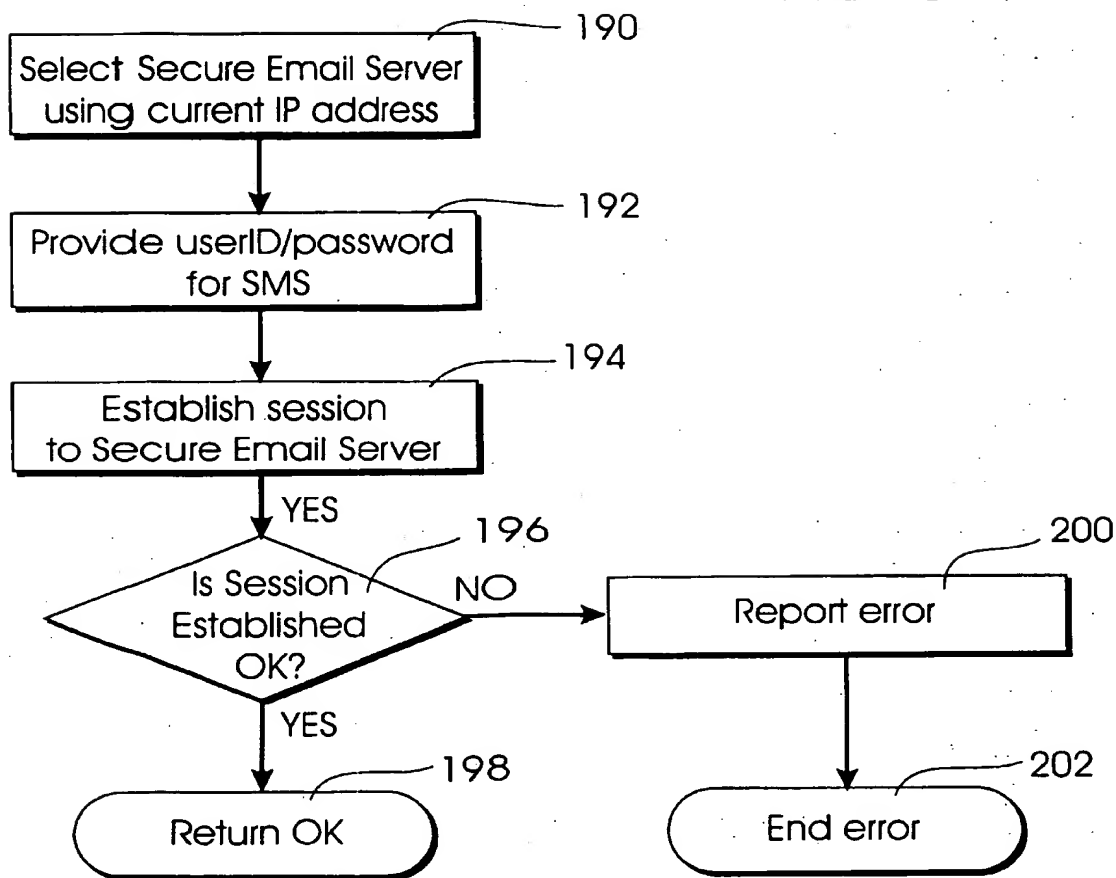 190
Select Secure Email Server
using current IP address
192
Provide userID/password
for SMS
194
Establish session
to Secure Email Server
YES
196
Is Session
Established
OK?
NO
200
Report error
YES
198
Return OK
202
End error